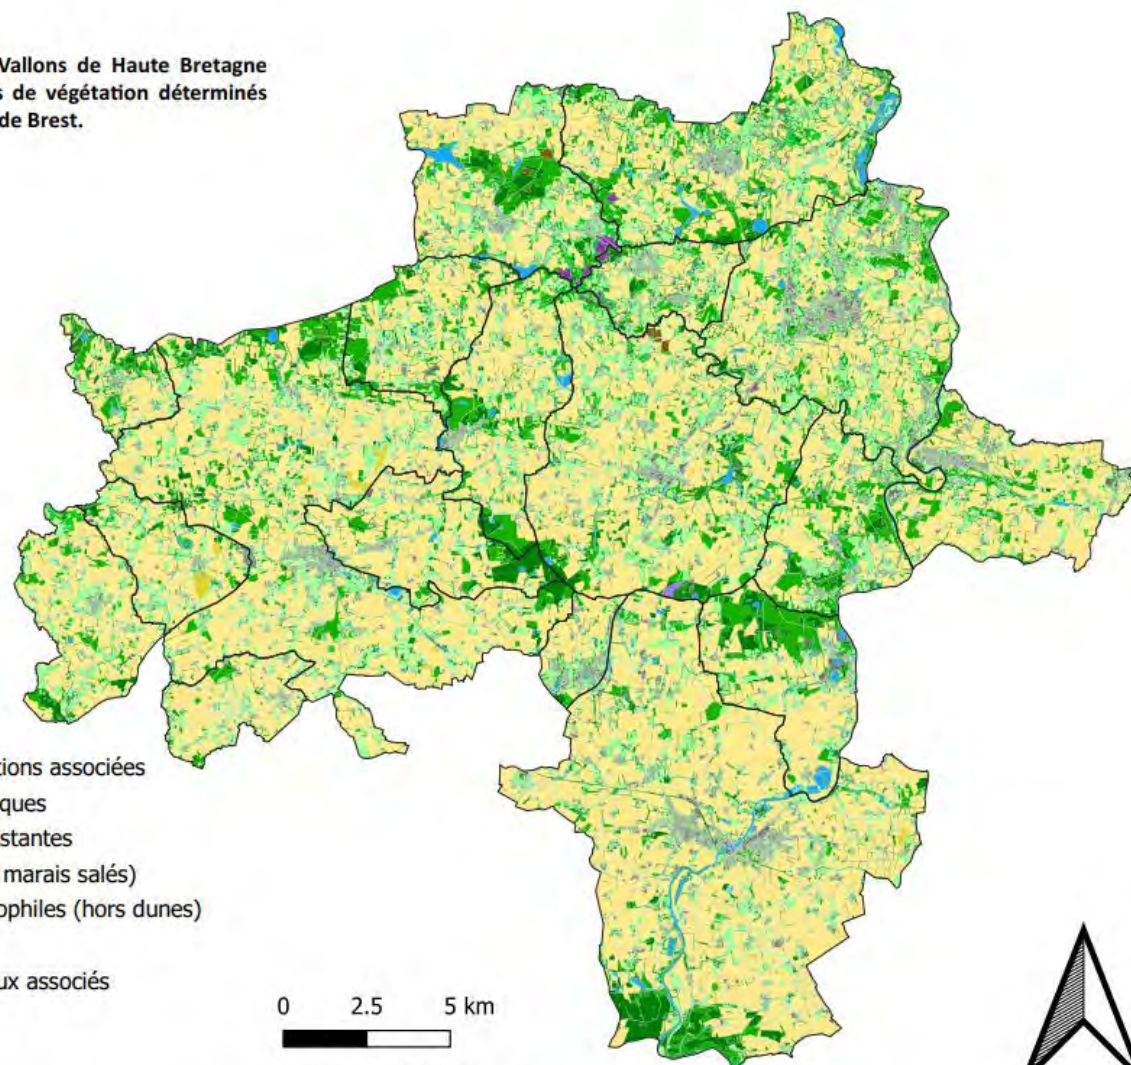 Vallons de Haute Bretagne
s de végétation déterminés
de Brest.
tions associées
ques
stantes
marais salés)
ophiles (hors dunes)
ux associés
0 2.5 5 km